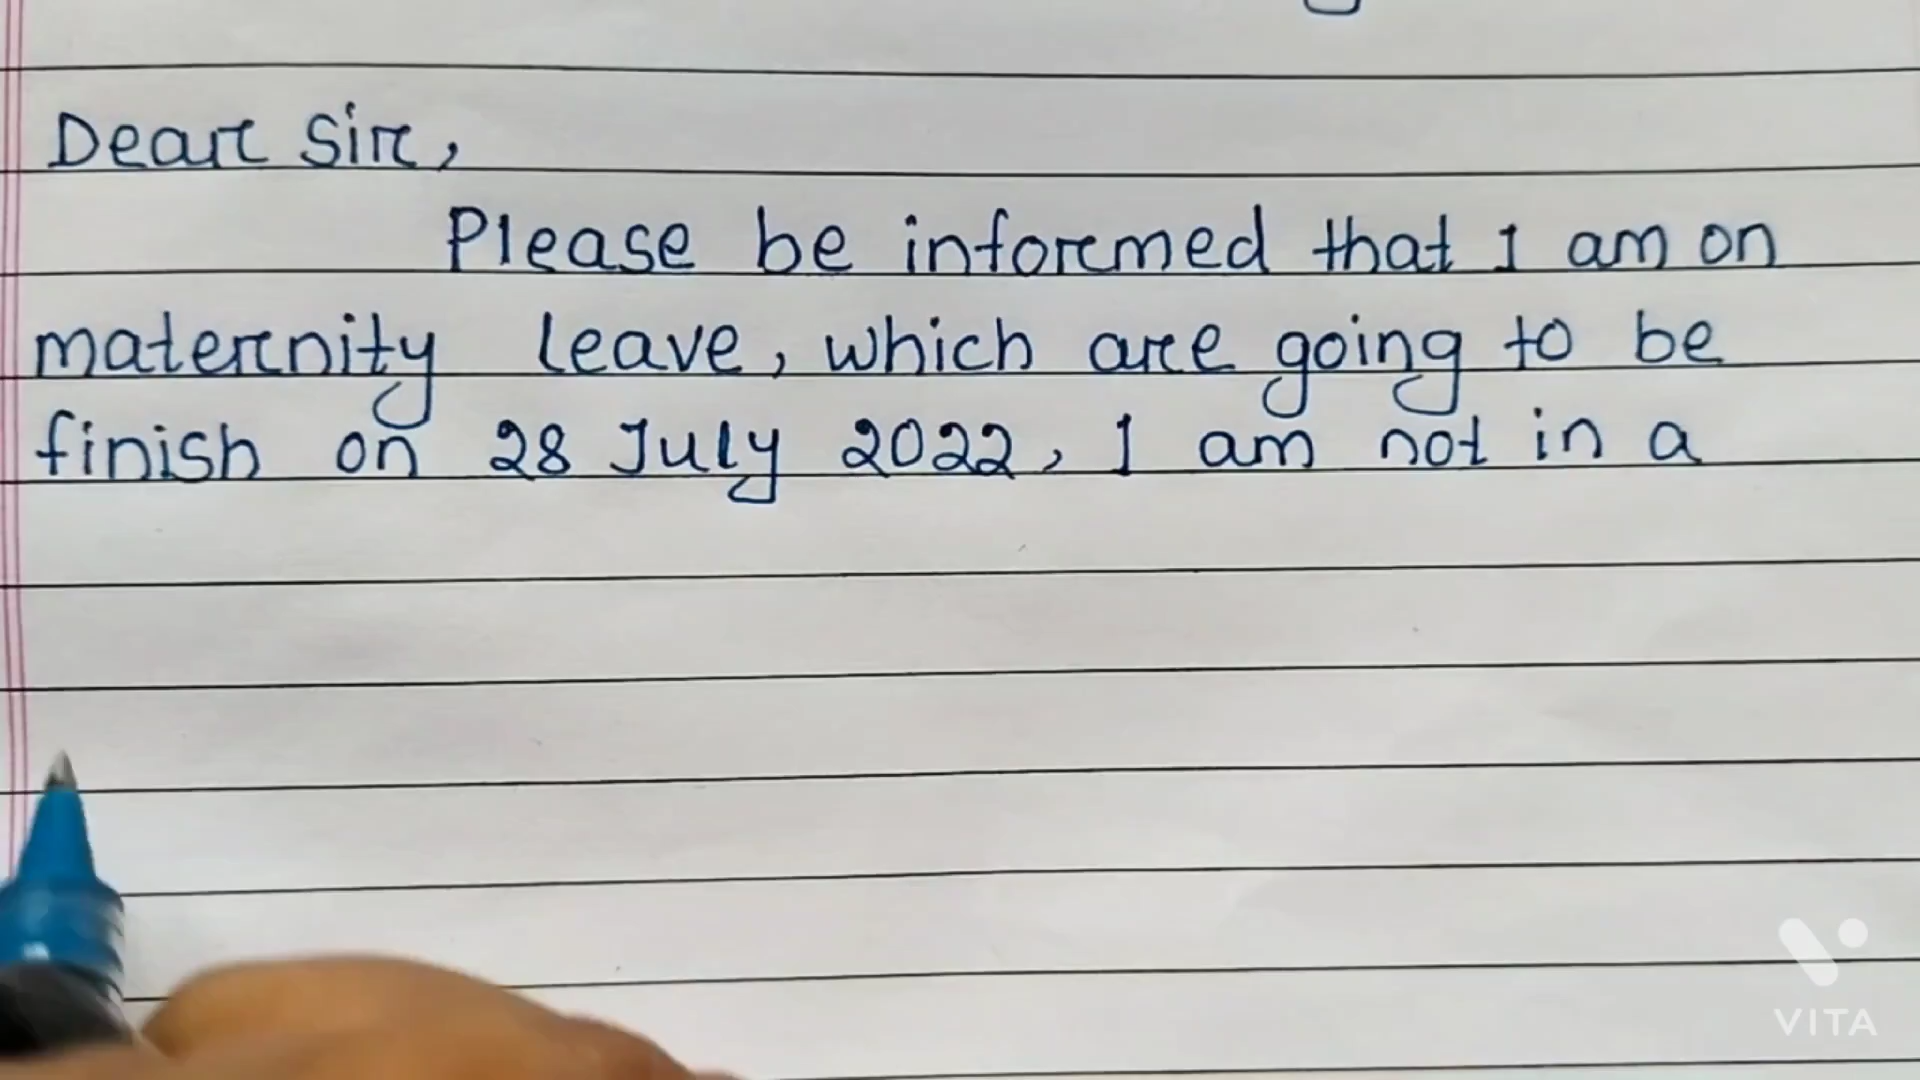 Dear Sir,
Please be informed that I am on
maternity leave, which are going to be
finish on 28 July 2022, I am not in a
VITA